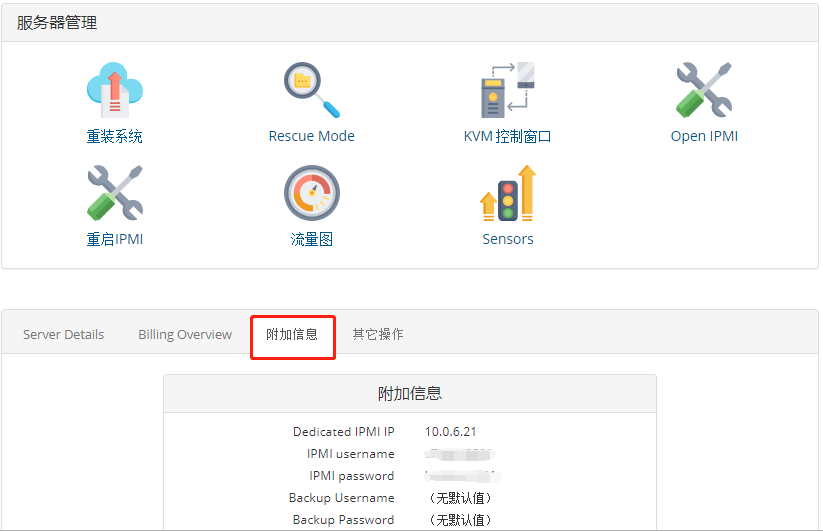 服务器管理
重装系统
Rescue Mode
KVM 控制窗口
Open IPMI
重启IPMI
流量图
Sensors
Server Details
Billing Overview
附加信息
其它操作
附加信息
Dedicated IPMI IP 10.0.6.21
IPMI username
IPMI password
Backup Username （无默认值）
Backup Password （无默认值）